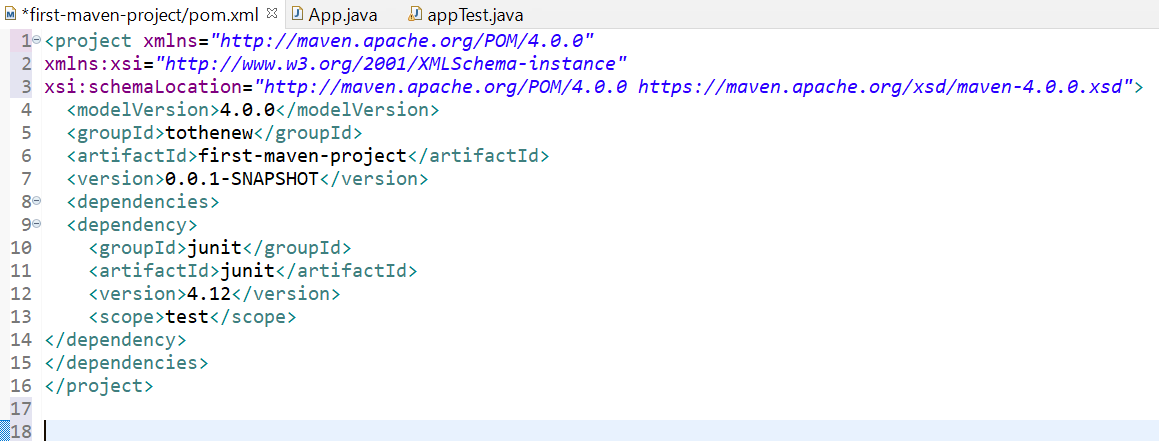 *first-maven-project/pom.xml App.java appTest.java
1 <project xmlns="http://maven.apache.org/POM/4.0.0"
2 xmlns:xsi="http://www.w3.org/2001/XMLSchema-instance"
3 xsi:schemaLocation="http://maven.apache.org/POM/4.0.0 https://maven.apache.org/xsd/maven-4.0.0.xsd">
4   <modelVersion>4.0.0</modelVersion>
5   <groupId>tothenew</groupId>
6   <artifactId>first-maven-project</artifactId>
7   <version>0.0.1-SNAPSHOT</version>
8   <dependencies>
9   <dependency>
10     <groupId>junit</groupId>
11     <artifactId>junit</artifactId>
12     <version>4.12</version>
13     <scope>test</scope>
14 </dependency>
15 </dependencies>
16 </project>
17
18